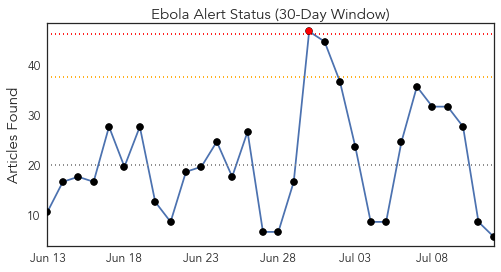 Ebola Alert Status (30-Day Window)
Articles Found
40
30
20
10
Jun 13 Jun 18 Jun 23 Jun 28 Jul 03 Jul 08